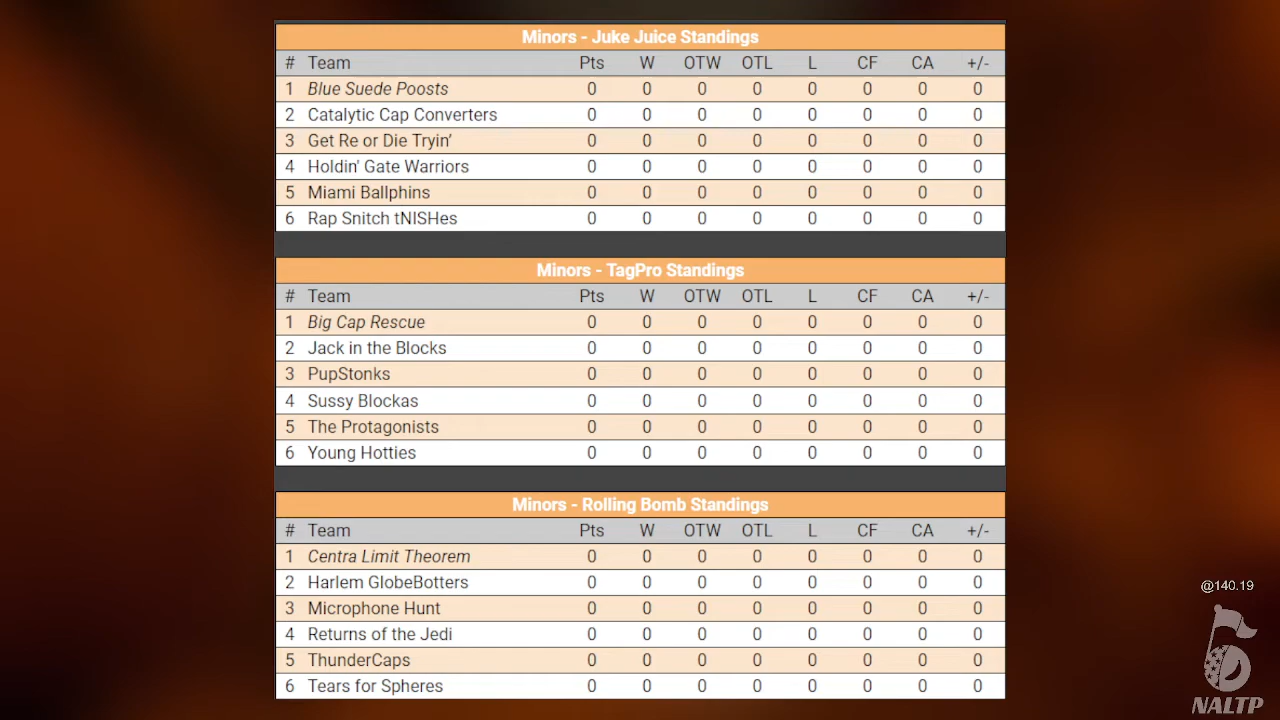 Minors - Juke Juice Standings
# Team Pts W OTW OTL L CF CA +/-
1 Blue Suede Poosts 0 0 0 0 0 0 0 0
2 Catalytic Cap Converters 0 0 0 0 0 0 0 0
3 Get Re or Die Tryin’ 0 0 0 0 0 0 0 0
4 Holdin' Gate Warriors 0 0 0 0 0 0 0 0
5 Miami Ballphins 0 0 0 0 0 0 0 0
6 Rap Snitch tNISHes 0 0 0 0 0 0 0 0
Minors - TagPro Standings
# Team Pts W OTW OTL L CF CA +/-
1 Big Cap Rescue 0 0 0 0 0 0 0 0
2 Jack in the Blocks 0 0 0 0 0 0 0 0
3 PupStonks 0 0 0 0 0 0 0 0
4 Sussy Blockas 0 0 0 0 0 0 0 0
5 The Protagonists 0 0 0 0 0 0 0 0
6 Young Hotties 0 0 0 0 0 0 0 0
Minors - Rolling Bomb Standings
# Team Pts W OTW OTL L CF CA +/-
1 Centra Limit Theorem 0 0 0 0 0 0 0 0
2 Harlem GlobeBotters 0 0 0 0 0 0 0 0
3 Microphone Hunt 0 0 0 0 0 0 0 0
4 Returns of the Jedi 0 0 0 0 0 0 0 0
5 ThunderCaps 0 0 0 0 0 0 0 0
6 Tears for Spheres 0 0 0 0 0 0 0 0
@140.19
NALTP